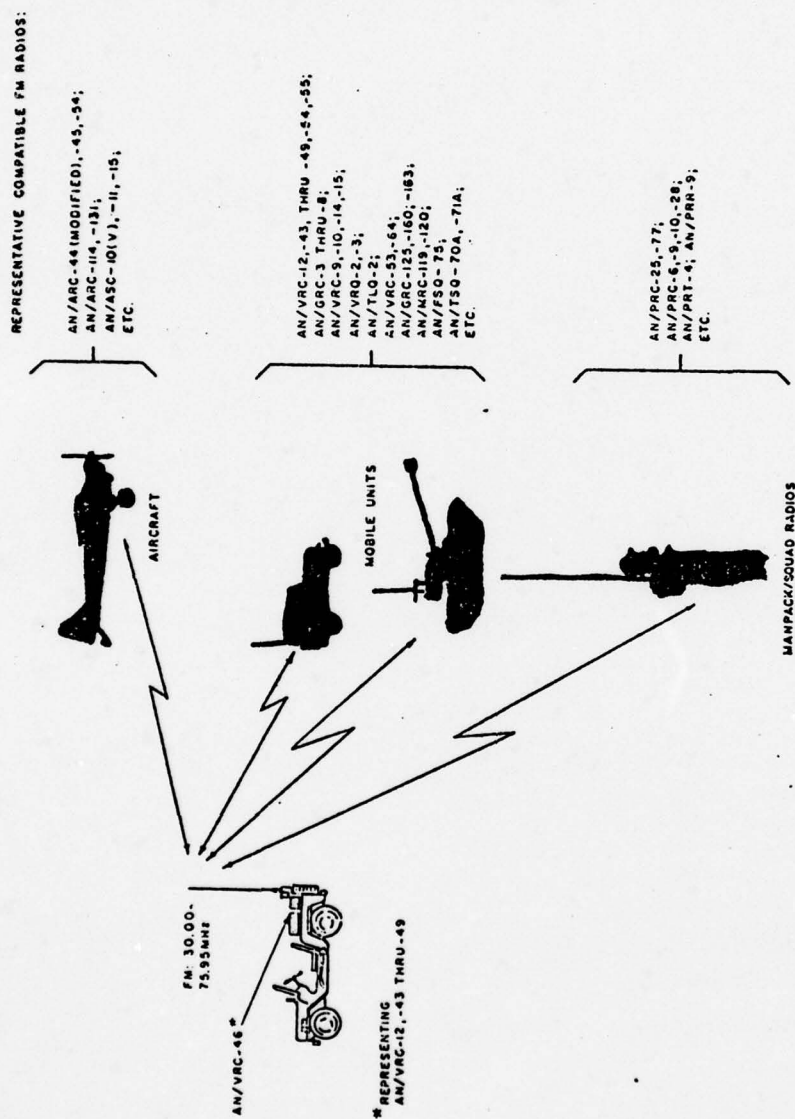 REPRESENTATIVE COMPATIBLE FM RADIOS:
AN/ARC-44 (MODIFIED), -45, -54;
AN/ARC-114, -131;
AN/ASC-10(V), -11, -15;
ETC.
AIRCRAFT
AN/VRC-12, -43, THRU -49, -54, -55;
AN/GRC-3 THRU -8;
AN/VRC-9, -10, -14, -15;
AN/VRQ-2, -3;
AN/TLQ-2;
AN/VRC-53, -64;
AN/GRC-125, -160; -163;
AN/MRC-119, -120;
AN/FSQ-75;
AN/TSQ-70A, -71A;
ETC.
MOBILE UNITS
AN/PRC-25, -77;
AN/PRC-6, -9, -10, -28;
AN/PRT-4; AN/PRR-9;
ETC.
MANPACK/SQUAD RADIOS
FM: 30.00-
75.95MHz
AN/VRC-46*
* REPRESENTING
AN/VRC-12, -43 THRU -49